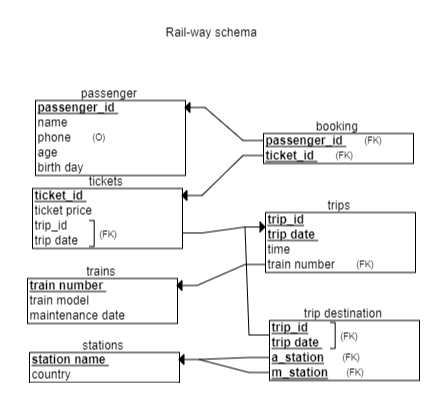 Rail-way schema
passenger
passenger_id
name
phone (O)
age
birth day
booking
passenger_id (FK)
ticket_id (FK)
tickets
ticket_id
ticket price
trip_id
trip date
(FK)
trips
trip_id
trip date
time
train number (FK)
trains
train number
train model
maintenance date
trip destination
trip_id
trip date
(FK)
a_station (FK)
m_station (FK)
stations
station name
country